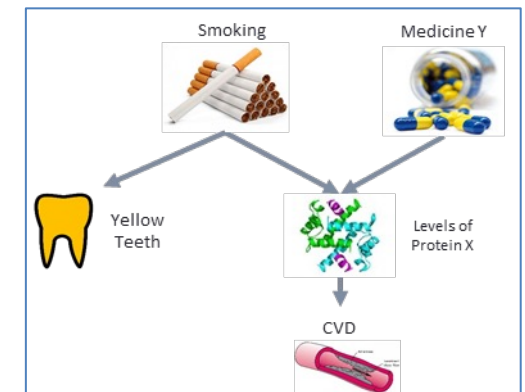 Smoking
Medicine Y
Yellow
Teeth
Levels of
Protein X
CVD